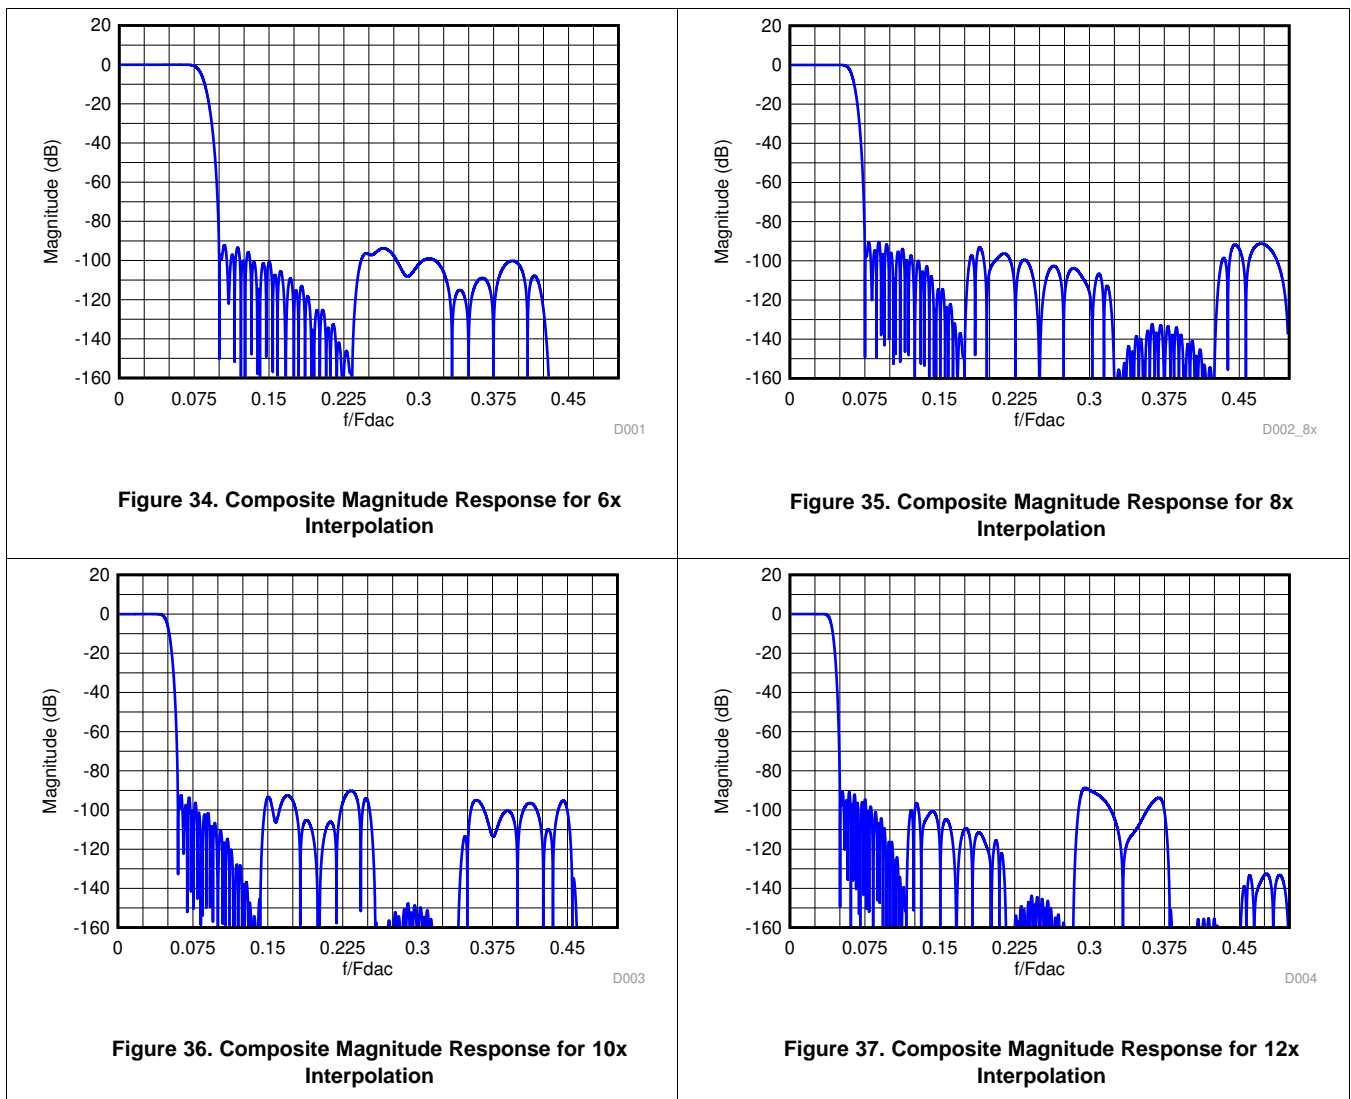 20
0
-20
-40
-60
-80
-100
-120
-140
-160
Magnitude (dB)
0 0.075 0.15 0.225 0.3 0.375 0.45
f/Fdac
D001
Figure 34. Composite Magnitude Response for 6x
Interpolation
20
0
-20
-40
-60
-80
-100
-120
-140
-160
Magnitude (dB)
0 0.075 0.15 0.225 0.3 0.375 0.45
f/Fdac
D002_8x
Figure 35. Composite Magnitude Response for 8x
Interpolation
20
0
-20
-40
-60
-80
-100
-120
-140
-160
Magnitude (dB)
0 0.075 0.15 0.225 0.3 0.375 0.45
f/Fdac
D003
Figure 36. Composite Magnitude Response for 10x
Interpolation
20
0
-20
-40
-60
-80
-100
-120
-140
-160
Magnitude (dB)
0 0.075 0.15 0.225 0.3 0.375 0.45
f/Fdac
D004
Figure 37. Composite Magnitude Response for 12x
Interpolation